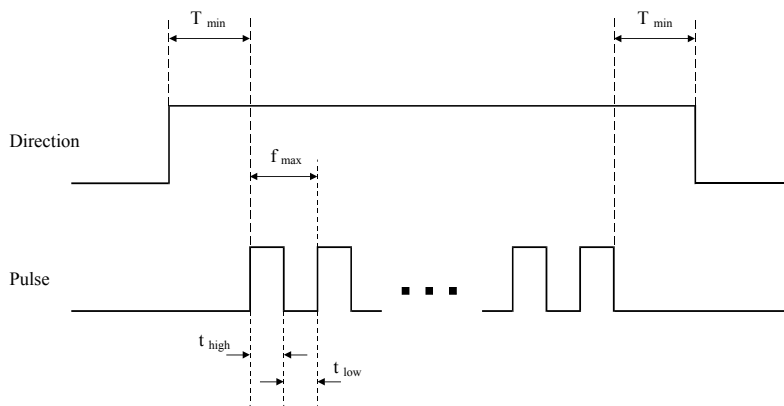 T min
T min
Direction
f max
Pulse
t high
t low